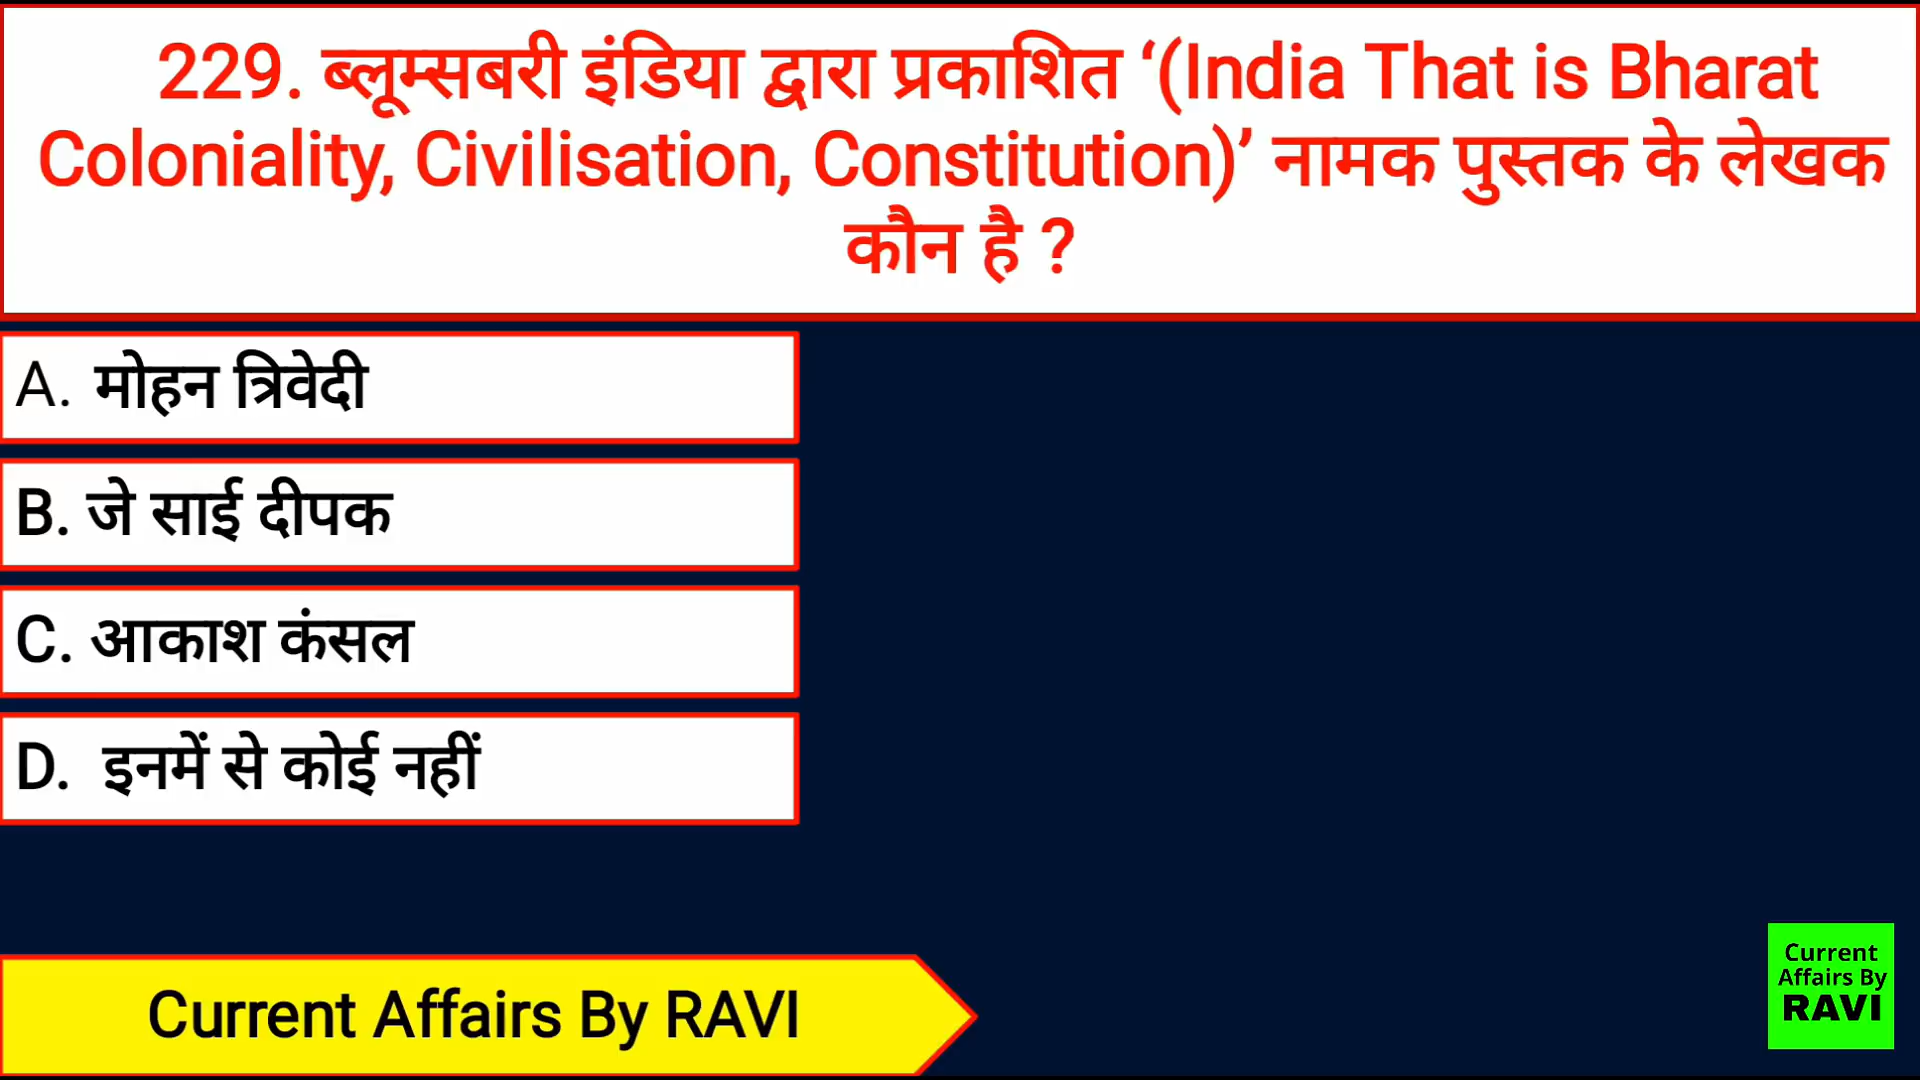 229. ब्लूम्सबरी इंडिया द्वारा प्रकाशित ‘(India That is Bharat
Coloniality, Civilisation, Constitution)’ नामक पुस्तक के लेखक
कौन है ?
A. मोहन त्रिवेदी
B. जे साई दीपक
C. आकाश कंसल
D. इनमें से कोई नहीं
Current Affairs By RAVI
Current
Affairs By
RAVI